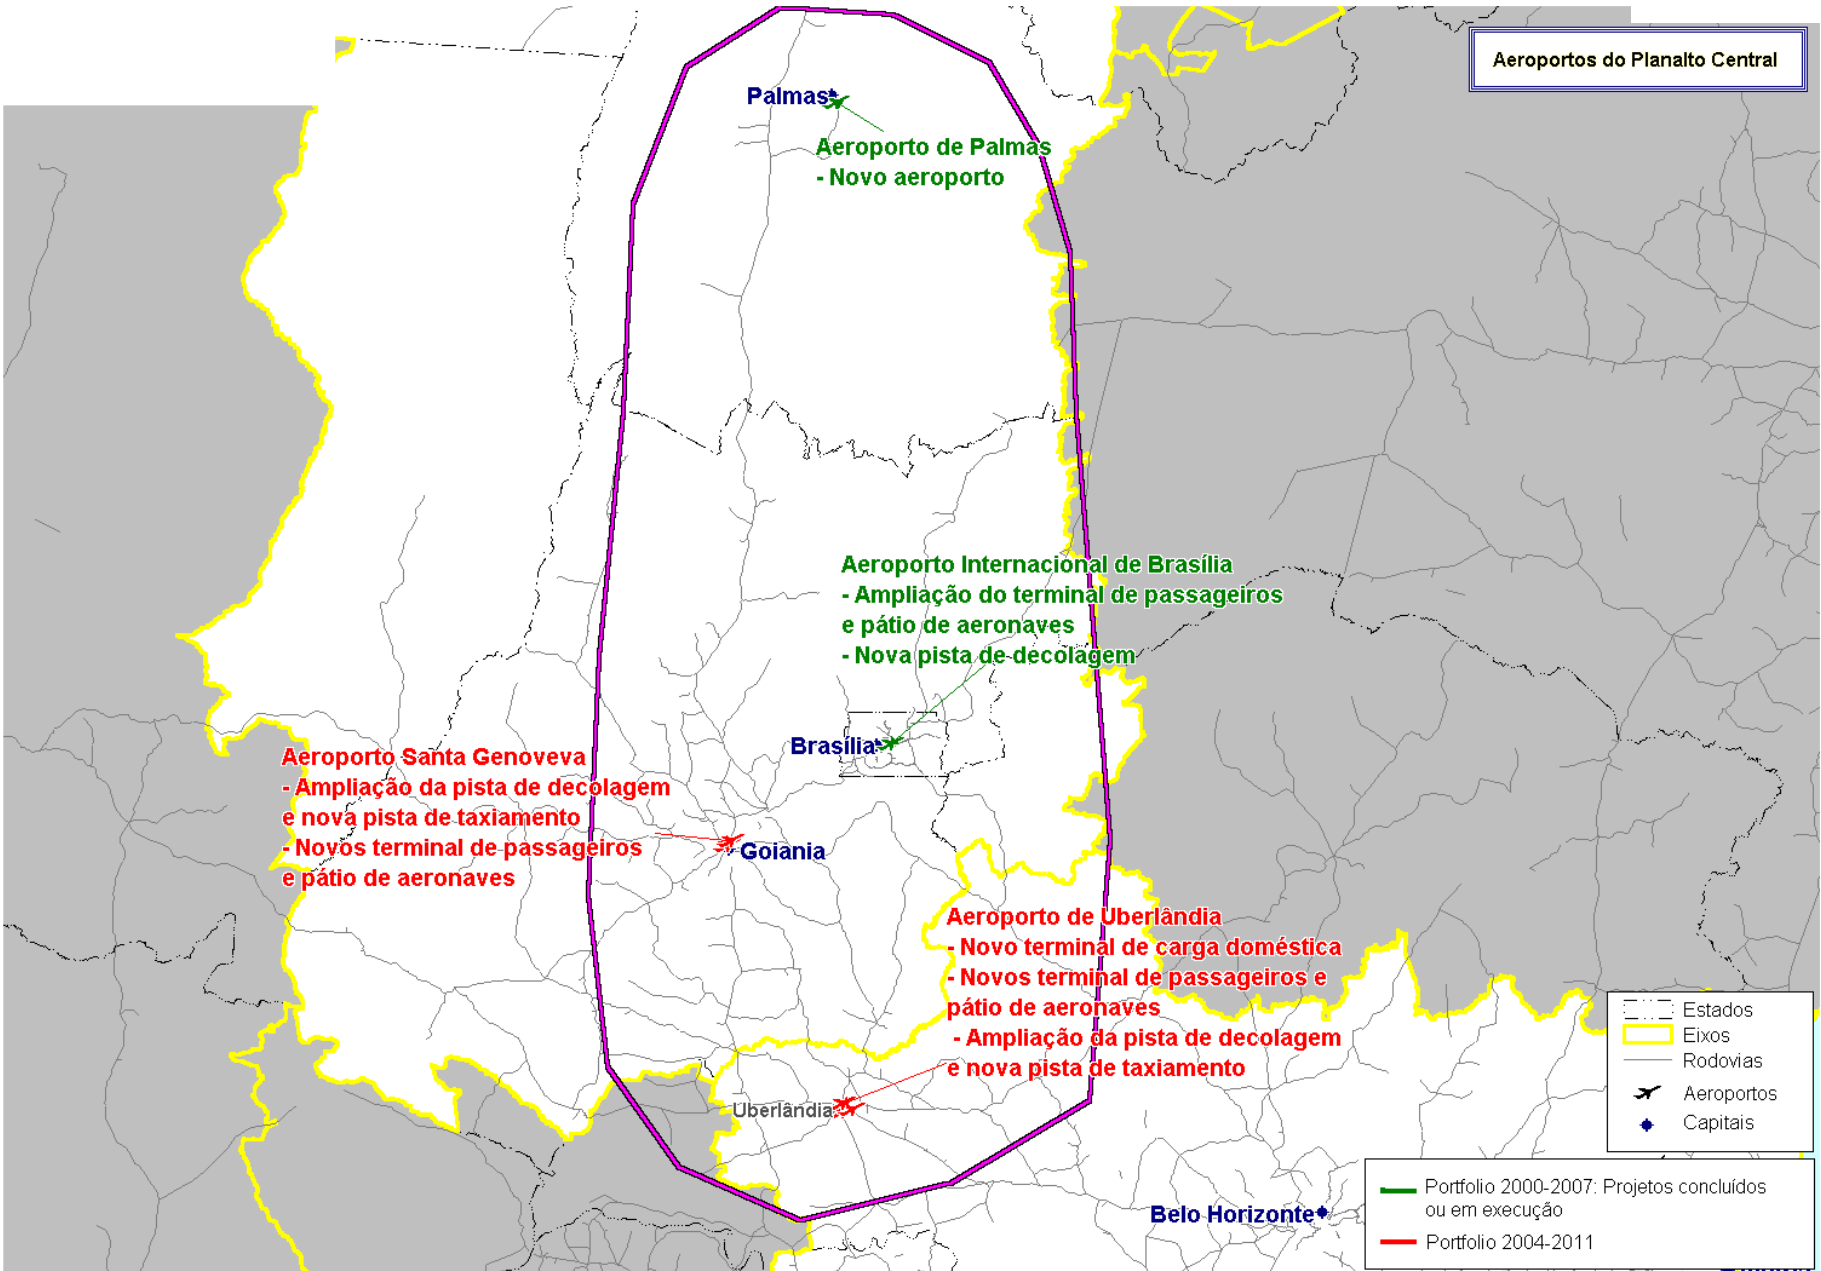 Aeroportos do Planalto Central
Palmas
Aeroporto de Palmas
- Novo aeroporto
Aeroporto Internacional de Brasília
- Ampliação do terminal de passageiros
e pátio de aeronaves
- Nova pista de decolagem
Brasília
Aeroporto Santa Genoveva
- Ampliação da pista de decolagem
e nova pista de taxiamento
- Novos terminal de passageiros
e pátio de aeronaves
Goiania
Aeroporto de Uberlândia
- Novo terminal de carga doméstica
- Novos terminal de passageiros e
pátio de aeronaves
- Ampliação da pista de decolagem
e nova pista de taxiamento
Uberlândia
Belo Horizonte
Estados
Eixos
Rodovias
Aeroportos
Capitais
Portfolio 2000-2007: Projetos concluídos
ou em execução
Portfolio 2004-2011